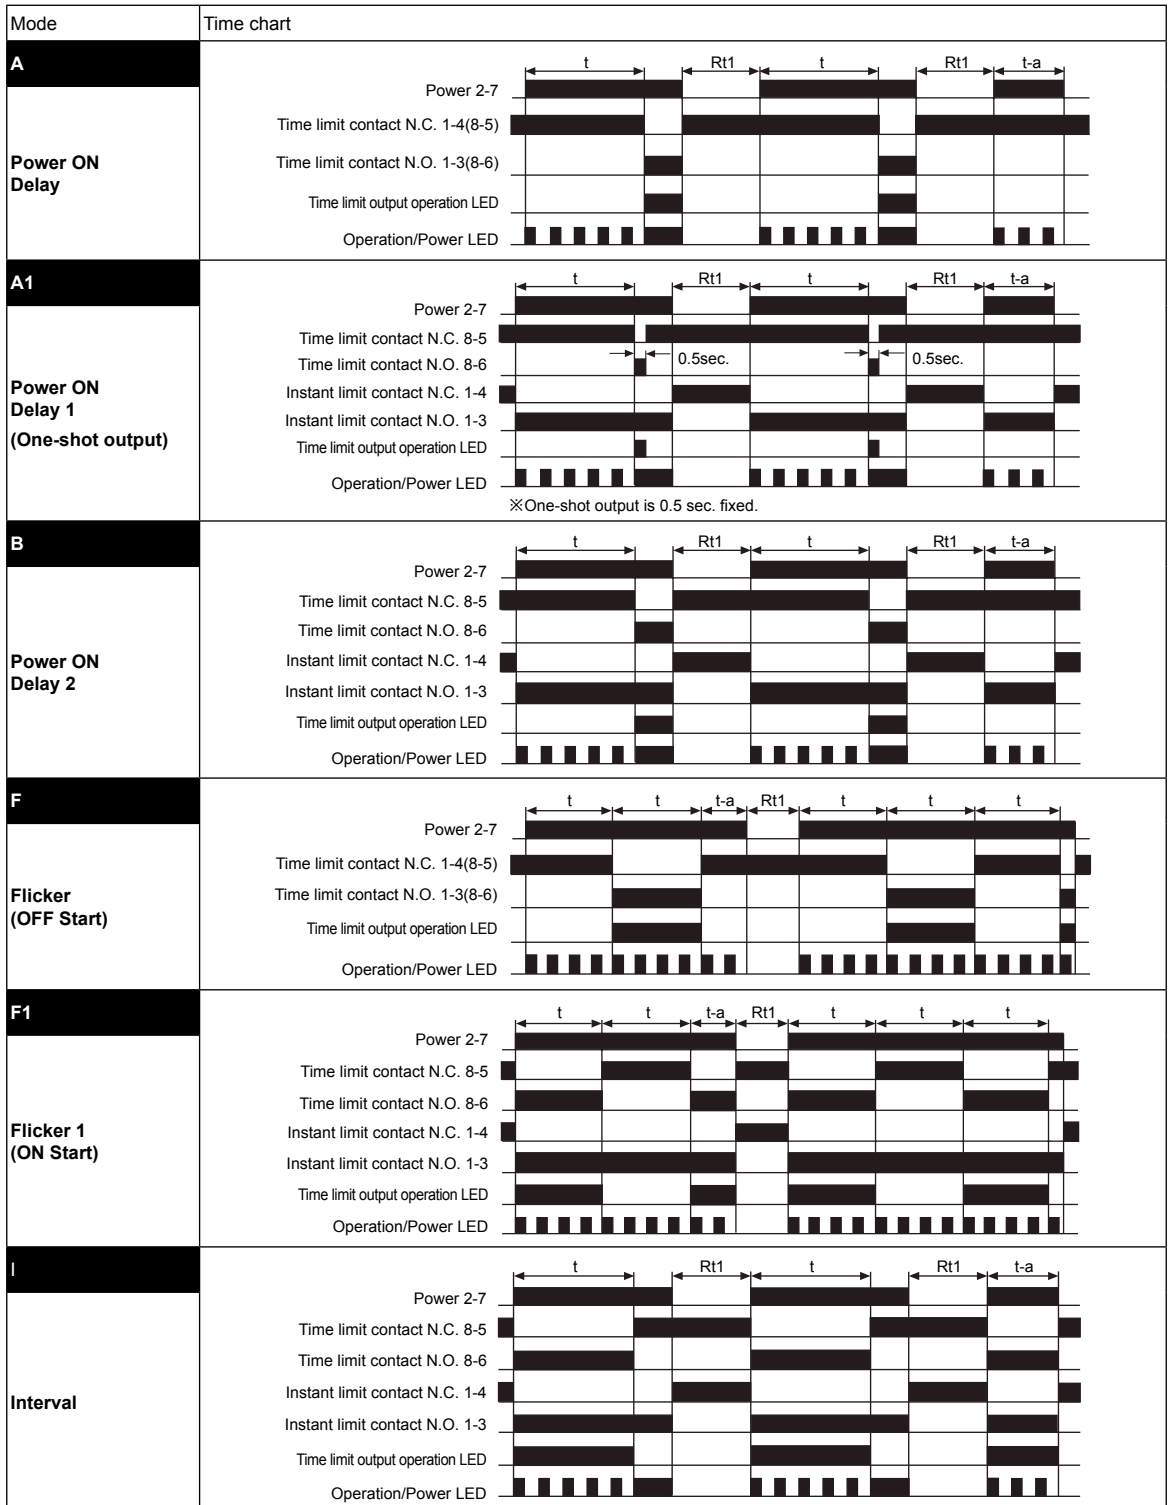 Mode Time chart
A
t Rt1 t Rt1 t-a
Power 2-7
Time limit contact N.C. 1-4(8-5)
Time limit contact N.O. 1-3(8-6)
Time limit output operation LED
Operation/Power LED
Power ON
Delay
A1
t Rt1 t Rt1 t-a
Power 2-7
Time limit contact N.C. 8-5
Time limit contact N.O. 8-6 0.5sec. 0.5sec.
Instant limit contact N.C. 1-4
Instant limit contact N.O. 1-3
Time limit output operation LED
Operation/Power LED
※One-shot output is 0.5 sec. fixed.
Power ON
Delay 1
(One-shot output)
B
t Rt1 t Rt1 t-a
Power 2-7
Time limit contact N.C. 8-5
Time limit contact N.O. 8-6
Instant limit contact N.C. 1-4
Instant limit contact N.O. 1-3
Time limit output operation LED
Operation/Power LED
Power ON
Delay 2
F
t t t-a Rt1 t t t
Power 2-7
Time limit contact N.C. 1-4(8-5)
Time limit contact N.O. 1-3(8-6)
Time limit output operation LED
Operation/Power LED
Flicker
(OFF Start)
F1
t t t-a Rt1 t t t
Power 2-7
Time limit contact N.C. 8-5
Time limit contact N.O. 8-6
Instant limit contact N.C. 1-4
Instant limit contact N.O. 1-3
Time limit output operation LED
Operation/Power LED
Flicker 1
(ON Start)
I
t Rt1 t Rt1 t-a
Power 2-7
Time limit contact N.C. 8-5
Time limit contact N.O. 8-6
Instant limit contact N.C. 1-4
Instant limit contact N.O. 1-3
Time limit output operation LED
Operation/Power LED
Interval